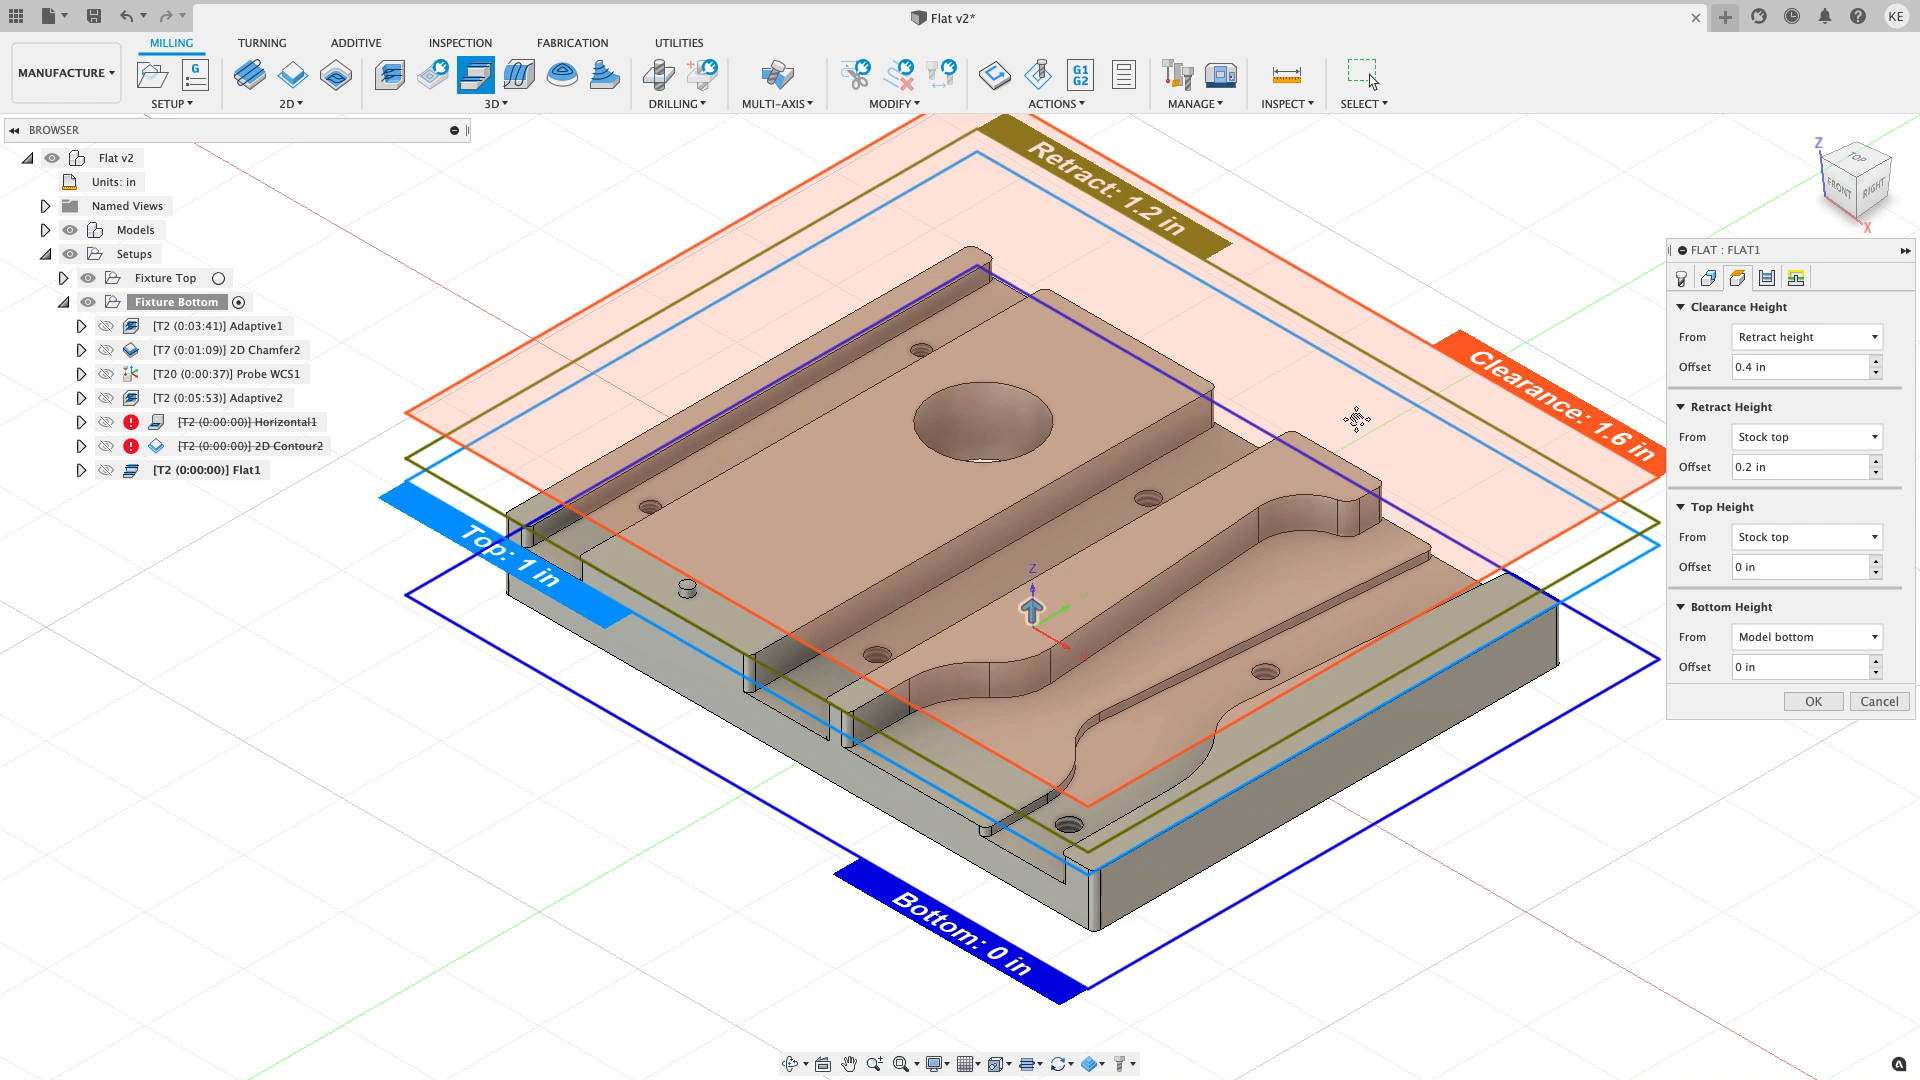 Flat v2*
KE
MANUFACTURE
MILLING
TURNING
ADDITIVE
INSPECTION
FABRICATION
UTILITIES
G
G1
G2
SETUP
2D
3D
DRILLING
MULTI-AXIS
MODIFY
ACTIONS
MANAGE
INSPECT
SELECT
BROWSER
Flat v2
Units: in
Named Views
Models
Setups
Fixture Top
Fixture Bottom
[T2 (0:03:41)] Adaptive1
[T7 (0:01:09)] 2D Chamfer2
[T20 (0:00:37)] Probe WCS1
[T2 (0:05:53)] Adaptive2
[T2 (0:00:00)] Horizontal1
[T2 (0:00:00)] 2D Contour2
[T2 (0:00:00)] Flat1
Retract: 1.2 in
Clearance: 1.6 in
Top: 1 in
Bottom: 0 in
Z
Z
TOP
FRONT
RIGHT
X
FLAT : FLAT1
Clearance Height
From Retract height
Offset 0.4 in
Retract Height
From Stock top
Offset 0.2 in
Top Height
From Stock top
Offset 0 in
Bottom Height
From Model bottom
Offset 0 in
OK Cancel